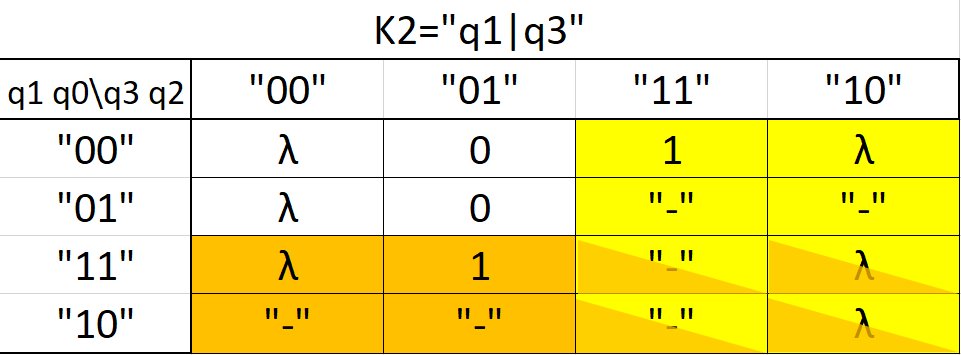 K2="q1|q3"
q1 q0\q3 q2 "00" "01" "11" "10"
"00" λ 0 1 λ
"01" λ 0 "-" "-"
"11" λ 1 "-" λ
"10" "-" "-" "-" λ